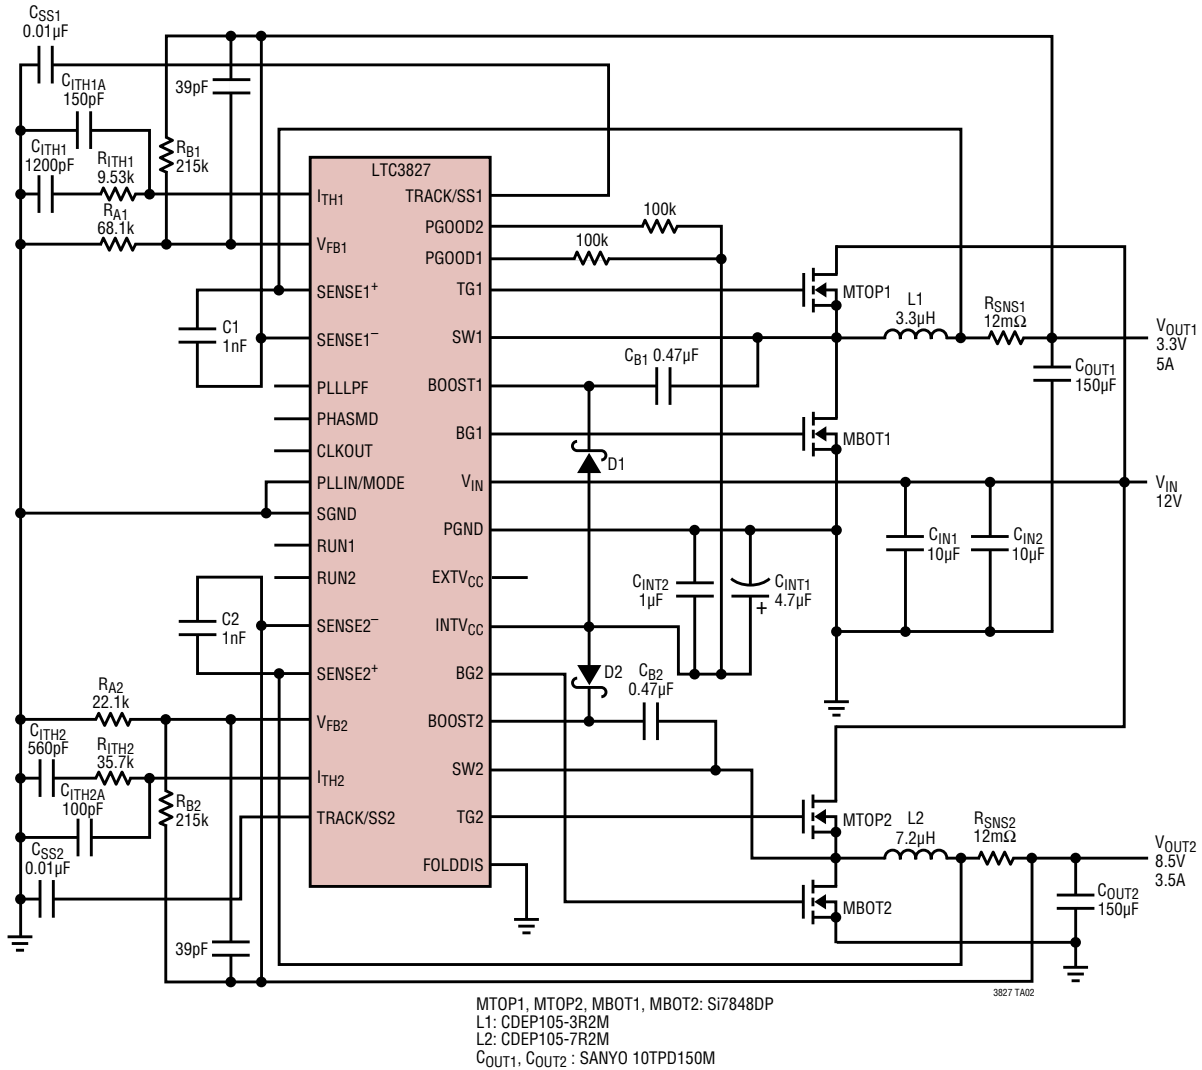 CSS1
0.01µF
CITH1A
150pF
39pF
CITH1
1200pF
RITH1
9.53k
RB1
215k
RA1
68.1k
C1
1nF
LTC3827
ITH1
VFB1
SENSE1+
SENSE1–
PLLLPF
PHASMD
CLKOUT
PLLIN/MODE
SGND
RUN1
RUN2
SENSE2–
SENSE2+
VFB2
ITH2
TRACK/SS2
TRACK/SS1
PGOOD2
PGOOD1
TG1
SW1
BOOST1
BG1
VIN
PGND
EXTVCC
INTVCC
BG2
BOOST2
SW2
TG2
FOLDDIS
100k
100k
MTOP1
L1
3.3µH
RSNS1
12mΩ
VOUT1
3.3V
5A
COUT1
150µF
CB1 0.47µF
MBOT1
D1
VIN
12V
CIN1
10µF
CIN2
10µF
CINT2
1µF
CINT1
4.7µF
+
C2
1nF
D2
CB2
0.47µF
RA2
22.1k
CITH2
560pF
RITH2
35.7k
CITH2A
100pF
RB2
215k
CSS2
0.01µF
39pF
MTOP2
L2
7.2µH
RSNS2
12mΩ
VOUT2
8.5V
3.5A
COUT2
150µF
MBOT2
3827 TA02
MTOP1, MTOP2, MBOT1, MBOT2: Si7848DP
L1: CDEP105-3R2M
L2: CDEP105-7R2M
COUT1, COUT2 : SANYO 10TPD150M